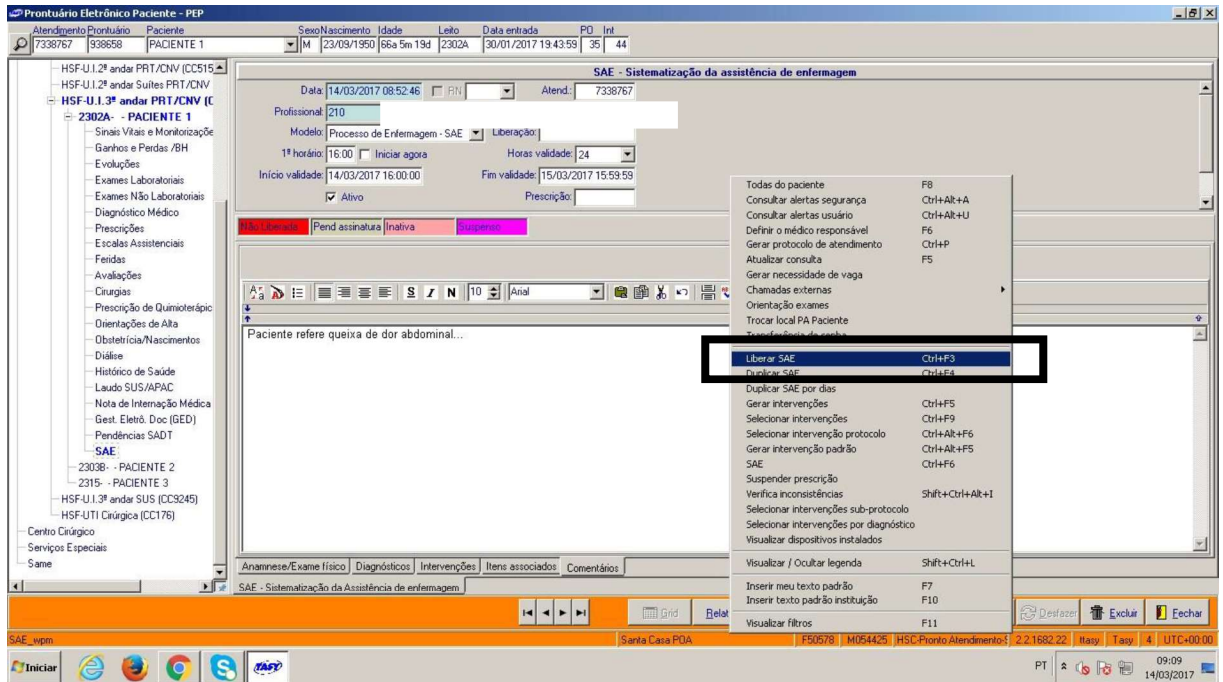 Prontuário Eletrônico Paciente - PEP
Atendimento Prontuário Paciente Sexo Nascimento Idade Leito Data entrada PO Int
7338767 938658 PACIENTE 1 M 23/09/1950 66a 5m 19d 2302A 30/01/2017 19:43:59 35 44
HSF-U.I.2º andar PRT/CNV (CC515
HSF-U.I.2º andar Suítes PRT/CNV
HSF-U.I.3º andar PRT/CNV (C
2302A- - PACIENTE 1
Sinais Vitais e Monitorizaçõe
Ganhos e Perdas /BH
Evoluções
Exames Laboratoriais
Exames Não Laboratoriais
Diagnóstico Médico
Prescrições
Escalas Assistenciais
Feridas
Avaliações
Cirurgias
Prescrição de Quimioterápic
Orientações de Alta
Obstetrícia/Nascimentos
Diálise
Histórico de Saúde
Laudo SUS/APAC
Nota de Internação Médica
Gest. Eletrô. Doc (GED)
Pendências SADT
SAE
2303B- - PACIENTE 2
2315- - PACIENTE 3
HSF-U.I.3º andar SUS (CC9245)
HSF-UTI Cirúrgica (CC176)
Centro Cirúrgico
Serviços Especiais
Same
SAE - Sistematização da assistência de enfermagem
Data: 14/03/2017 08:52:46 RN Atend.: 7338767
Profissional: 210
Modelo: Processo de Enfermagem - SAE Liberação:
1º horário: 16:00 Iniciar agora Horas validade: 24
Início validade: 14/03/2017 16:00:00 Fim validade: 15/03/2017 15:59:59
Ativo Prescrição:
Não Liberada Pend assinatura Inativa Suspenso
S I N 10 Arial
Paciente refere queixa de dor abdominal...
Todas do paciente F8
Consultar alertas segurança Ctrl+Alt+A
Consultar alertas usuário Ctrl+Alt+U
Definir o médico responsável F6
Gerar protocolo de atendimento Ctrl+P
Atualizar consulta F5
Gerar necessidade de vaga
Chamadas externas
Orientação exames
Trocar local PA Paciente
Transferência de senha
Liberar SAE Ctrl+F3
Duplicar SAE Ctrl+F4
Duplicar SAE por dias
Gerar intervenções Ctrl+F5
Selecionar intervenções Ctrl+F9
Selecionar intervenção protocolo Ctrl+Alt+F6
Gerar intervenção padrão Ctrl+Alt+F5
SAE Ctrl+F6
Suspender prescrição
Verifica inconsistências Shift+Ctrl+Alt+I
Selecionar intervenções sub-protocolo
Selecionar intervenções por diagnóstico
Visualizar dispositivos instalados
Visualizar / Ocultar legenda Shift+Ctrl+L
Inserir meu texto padrão F7
Inserir texto padrão instituição F10
Visualizar filtros F11
Anamnese/Exame físico Diagnósticos Intervenções Itens associados Comentários
SAE - Sistematização da Assistência de enfermagem
Grid Relat Desfazer Excluir Fechar
SAE_wpm Santa Casa POA F50578 M054425 HSC-Pronto Atendimento-S 2.2.1682.22 ttasy Tasy 4 UTC+00:00
Iniciar TASY PT 09:09
14/03/2017